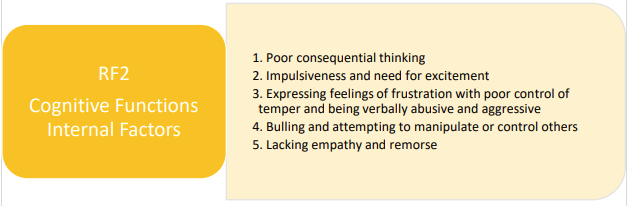 RF2
Cognitive Functions
Internal Factors
1. Poor consequential thinking
2. Impulsiveness and need for excitement
3. Expressing feelings of frustration with poor control of
temper and being verbally abusive and aggressive
4. Bulling and attempting to manipulate or control others
5. Lacking empathy and remorse